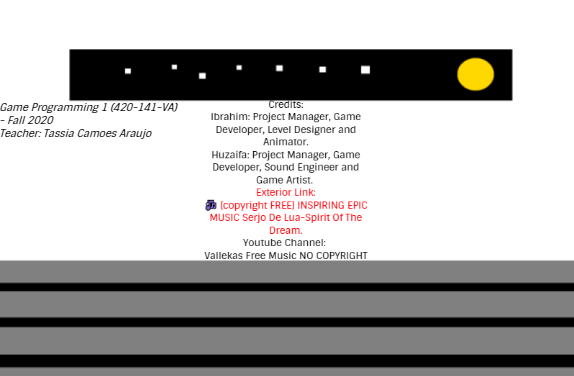 Game Programming 1 (420-141-VA)
- Fall 2020
Teacher: Tassia Camoes Araujo
Credits:
Ibrahim: Project Manager, Game
Developer, Level Designer and
Animator.
Huzaifa: Project Manager, Game
Developer, Sound Engineer and
Game Artist.
Exterior Link:
(copyright FREE) INSPIRING EPIC
MUSIC Serjo De Lua-Spirit Of The
Dream.
Youtube Channel:
Vallekas Free Music NO COPYRIGHT